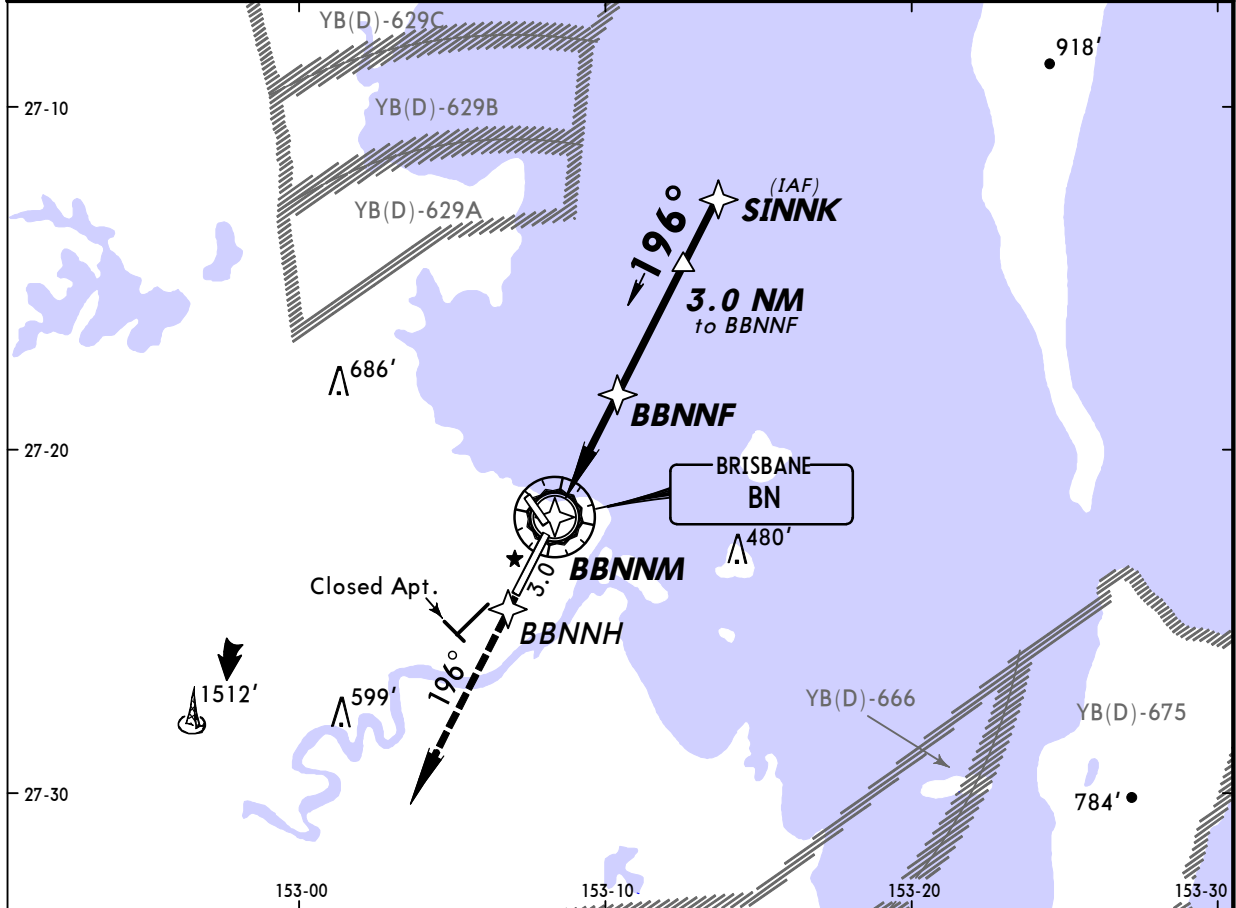 YB(D)-629C
918′
27-10
YB(D)-629B
(IAF)
SINNK
YB(D)-629A
196°
3.0 NM
to BBNNF
686′
BBNNF
27-20
BRISBANE
BN
480′
BBNNM
3.0
Closed Apt.
BBNNH
196°
1512′
599′
YB(D)-666
YB(D)-675
27-30
784′
153-00
153-10
153-20
153-30